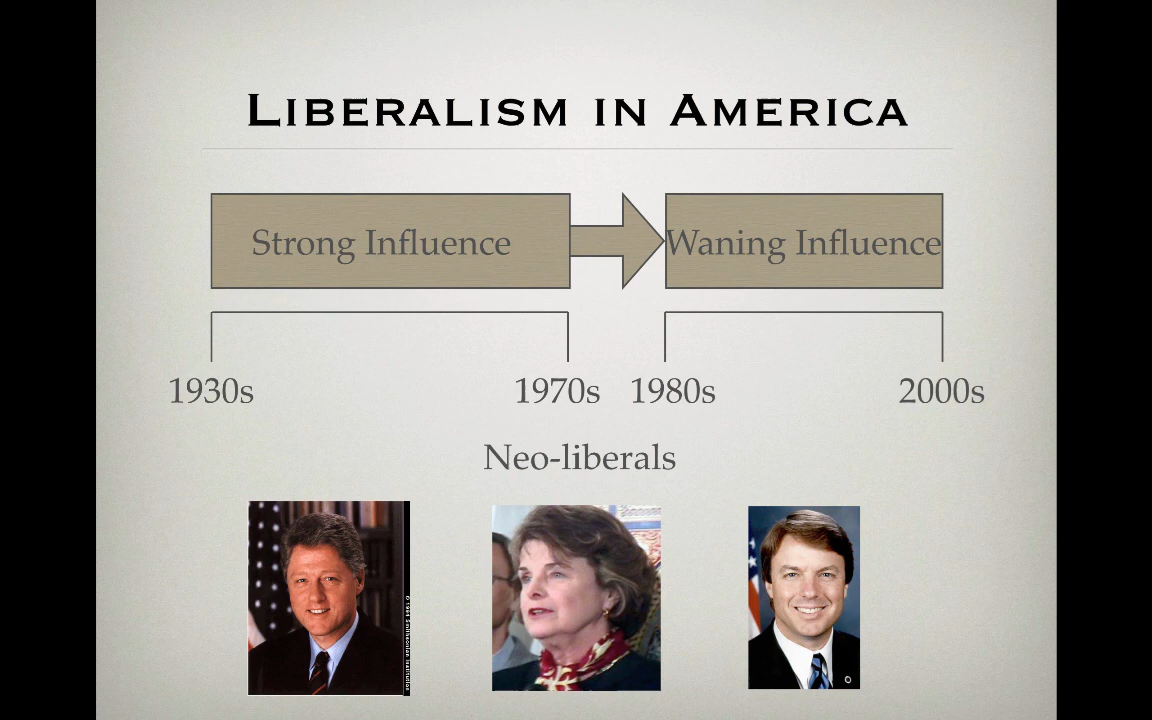 LIBERALISM IN AMERICA
Strong Influence
Waning Influence
1930s
1970s
1980s
2000s
Neo-liberals